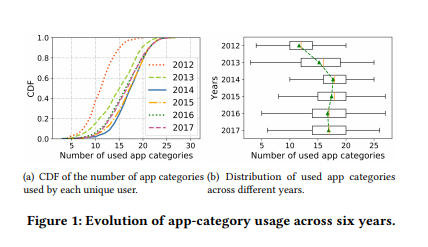 1.0
0.8
0.6
0.4
0.2
0.0
CDF
2012
2013
2014
2015
2016
2017
5 10 15 20 25 30
Number of used app categories
Years
2012
2013
2014
2015
2016
2017
5 15 25
Number of used app categories
(a) CDF of the number of app categories
used by each unique user.
(b) Distribution of used app categories
across different years.
Figure 1: Evolution of app-category usage across six years.